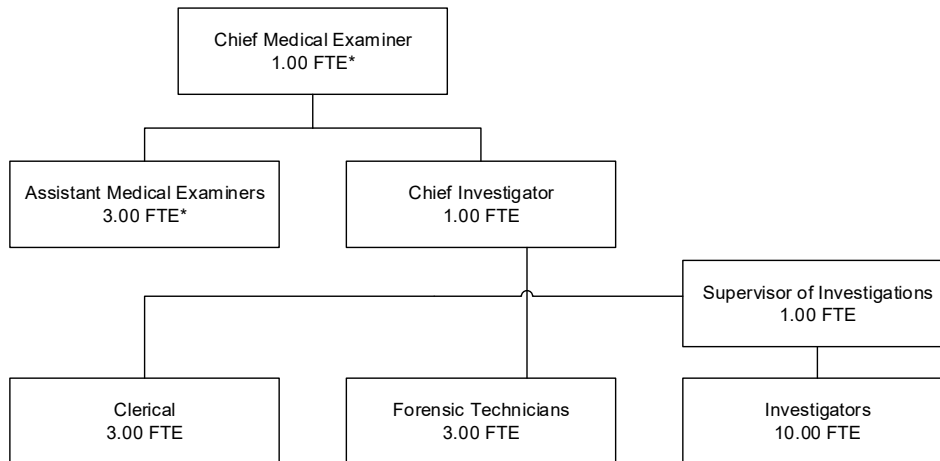 Chief Medical Examiner
1.00 FTE*
Assistant Medical Examiners
3.00 FTE*
Chief Investigator
1.00 FTE
Supervisor of Investigations
1.00 FTE
Clerical
3.00 FTE
Forensic Technicians
3.00 FTE
Investigators
10.00 FTE